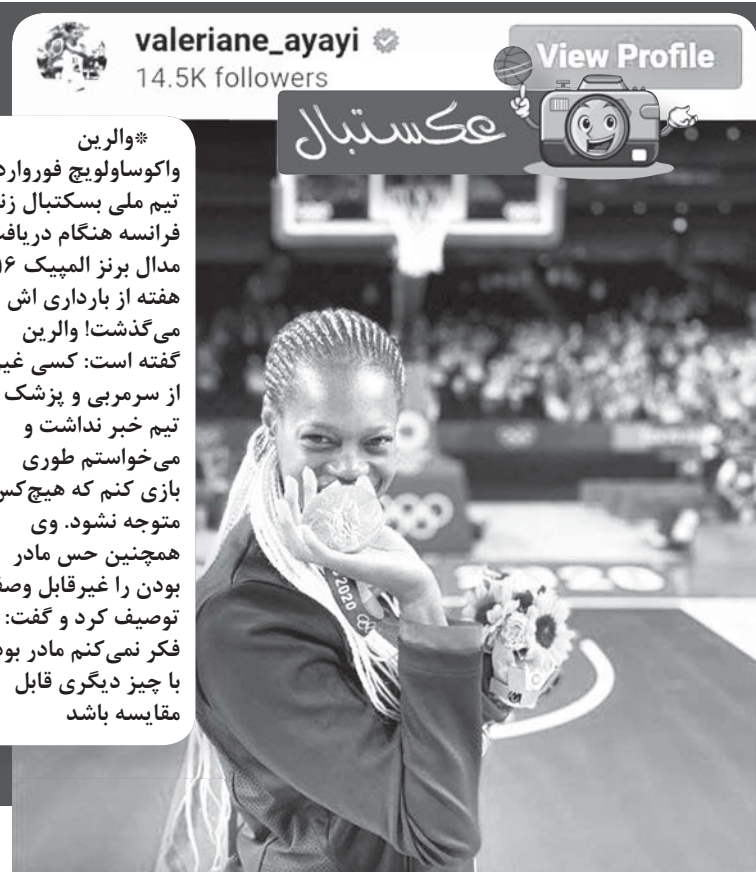 valeriane_ayayi
14.5K followers
View Profile
عکستبال
*والرین
واکوساولویچ فوروارد
تیم ملی بسکتبال
فرانسه هنگام
مدال برنز المپیک ۱۶
هفته از بارداری اش
می‌گذشت! والرین
گفته است: کسی غیر
از سرمربی و پزشک
تیم خبر نداشت و
می‌خواستم طوری
بازی کنم که هیچ‌کس
متوجه نشود. وی
همچنین حس مادر
بودن را غیرقابل وصف
توصیف کرد و گفت:
فکر نمی‌کنم مادر
با چیز دیگری قابل
مقایسه باشد
2020